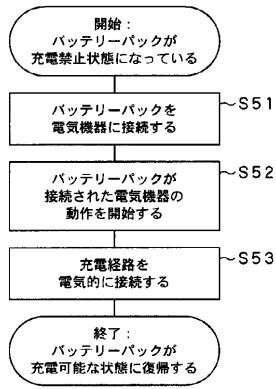 開始：
バッテリーパックが
充電禁止状態になっている
バッテリーパックを
電気機器に接続する
～S51
バッテリーパックが
接続された電気機器の
動作を開始する
～S52
充電経路を
電気的に接続する
～S53
終了：
バッテリーパックが
充電可能な状態に復帰する